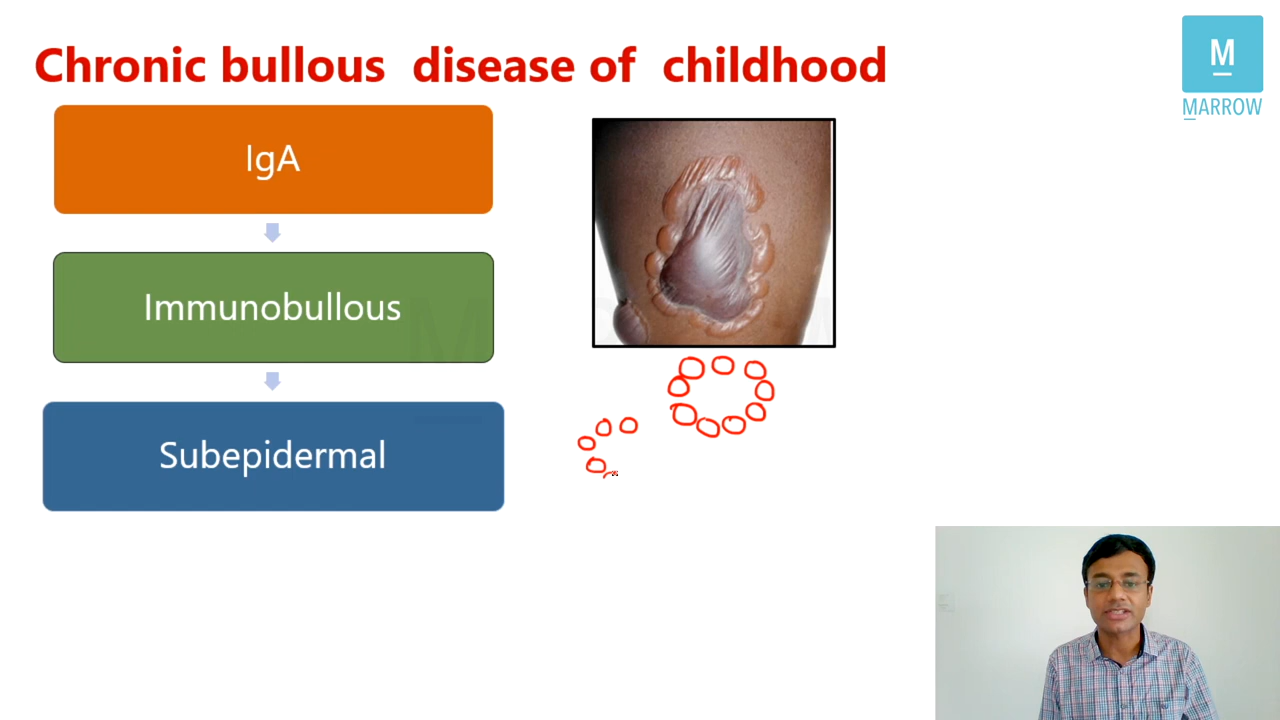 Chronic bullous disease of childhood
M
MARROW
IgA
Immunobullous
Subepidermal